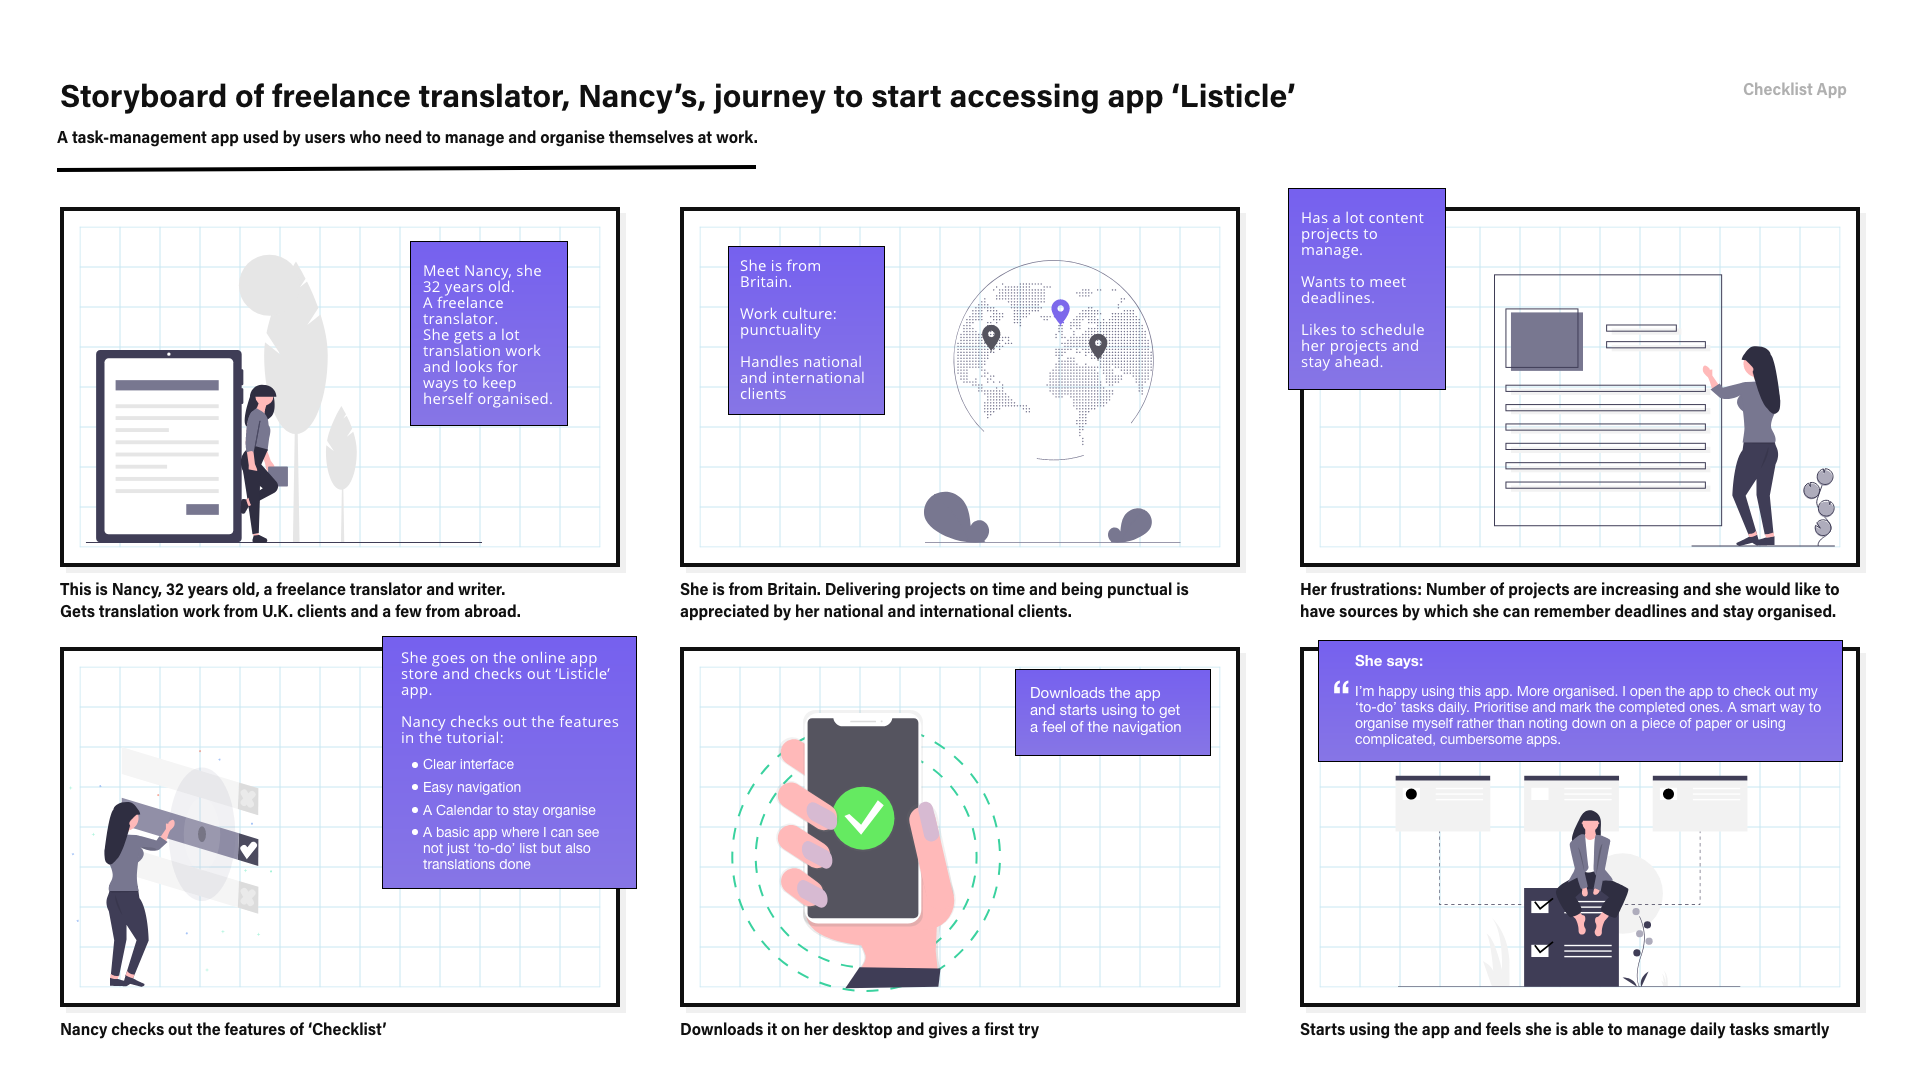 Storyboard of freelance translator, Nancy’s, journey to start accessing app ‘Listicle’
Checklist App
A task-management app used by users who need to manage and organise themselves at work.
Meet Nancy, she
32 years old.
A freelance
translator.
She gets a lot
translation work
and looks for
ways to keep
herself organised.
This is Nancy, 32 years old, a freelance translator and writer.
Gets translation work from U.K. clients and a few from abroad.
She is from
Britain.
Work culture:
punctuality
Handles national
and international
clients
She is from Britain. Delivering projects on time and being punctual is
appreciated by her national and international clients.
Has a lot content
projects to
manage.
Wants to meet
deadlines.
Likes to schedule
her projects and
stay ahead.
Her frustrations: Number of projects are increasing and she would like to
have sources by which she can remember deadlines and stay organised.
She goes on the online app
store and checks out ‘Listicle’
app.
Nancy checks out the features
in the tutorial:
• Clear interface
• Easy navigation
• A Calendar to stay organise
• A basic app where I can see
not just ‘to-do’ list but also
translations done
Nancy checks out the features of ‘Checklist’
Downloads the app
and starts using to get
a feel of the navigation
Downloads it on her desktop and gives a first try
She says:
“ I’m happy using this app. More organised. I open the app to check out my
‘to-do’ tasks daily. Prioritise and mark the completed ones. A smart way to
organise myself rather than noting down on a piece of paper or using
complicated, cumbersome apps.
Starts using the app and feels she is able to manage daily tasks smartly